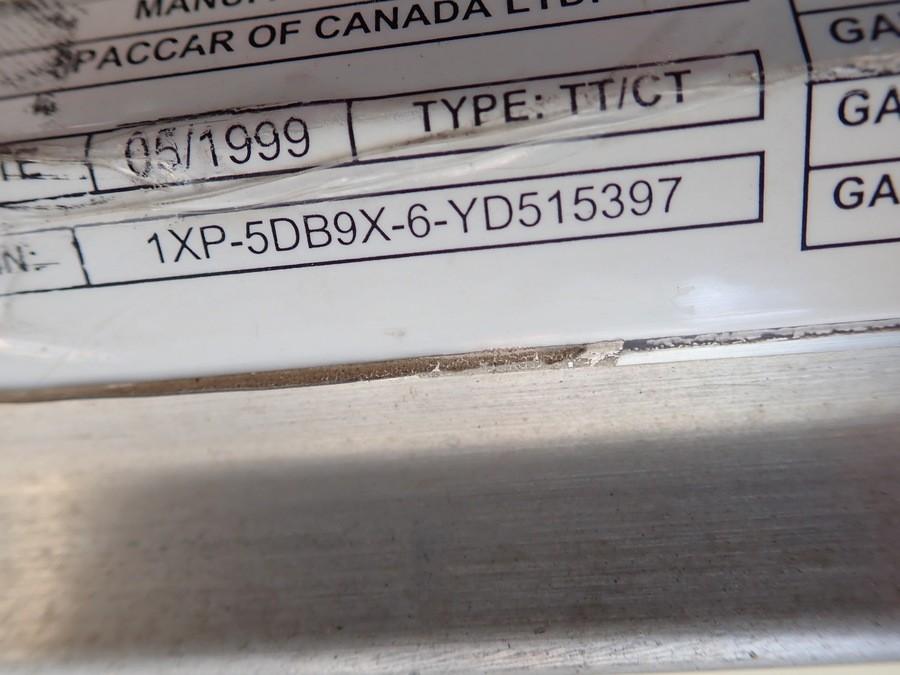 PACCAR OF CANADA LTD.
GA
05/1999 TYPE: TT/CT
GA
1XP-5DB9X-6-YD515397
GA